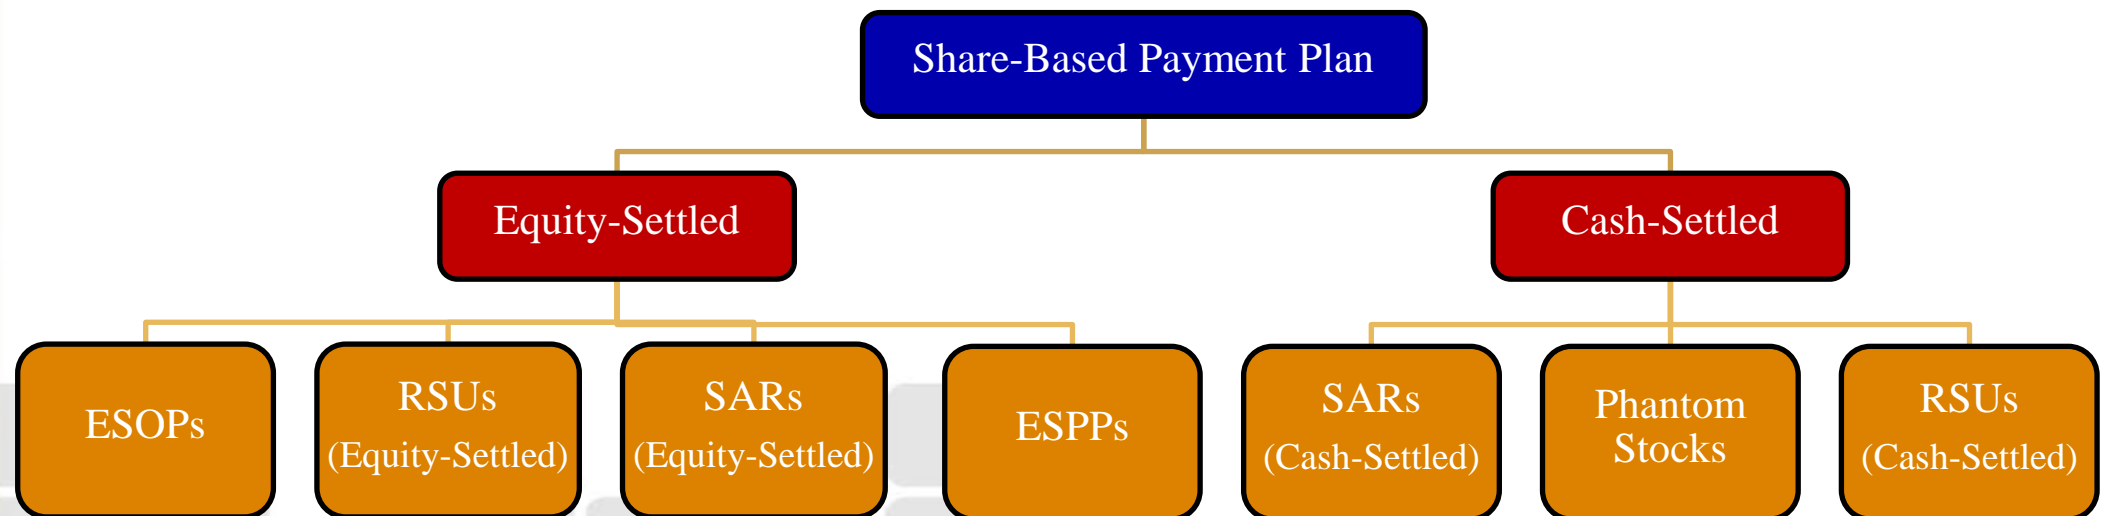 Share-Based Payment Plan
Equity-Settled
Cash-Settled
ESOPs
RSUs
(Equity-Settled)
SARs
(Equity-Settled)
ESPPs
SARs
(Cash-Settled)
Phantom
Stocks
RSUs
(Cash-Settled)